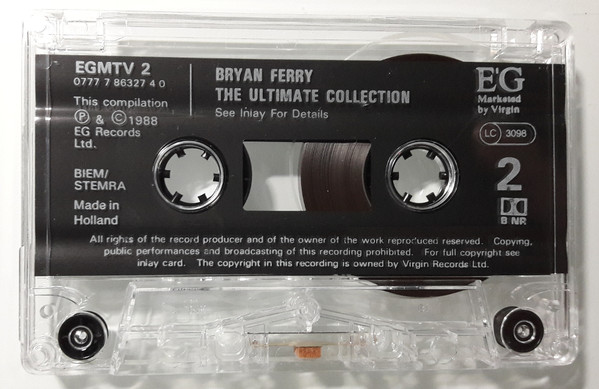 EGMTV 2
0777 7 86327 4 0
This compilation
Ⓟ & © 1988
EG Records
Ltd.
BIEM/
STEMRA
Made in
Holland
BRYAN FERRY
THE ULTIMATE COLLECTION
See Inlay For Details
E'G
Marketed
by Virgin
LC 3098
2
B NR
All rights of the record producer and of the owner of the work reproduced reserved. Copying,
public performances and broadcasting of this recording prohibited. For full copyright see
inlay card. The copyright in this recording is owned by Virgin Records Ltd.